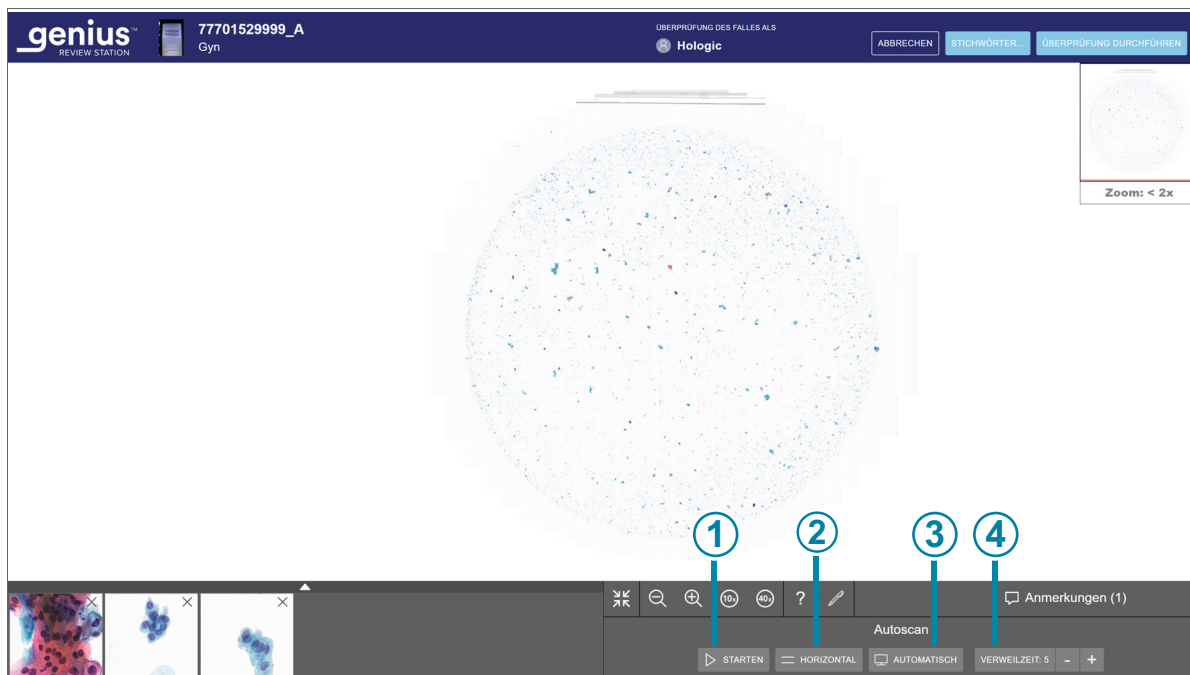 genius™
REVIEW STATION
77701529999_A
Gyn
ÜBERPRÜFUNG DES FALLES ALS
Hologic
ABBRECHEN
STICHWÖRTER...
ÜBERPRÜFUNG DURCHFÜHREN
Zoom: < 2x
1
2
3
4
10x
40x
?
Anmerkungen (1)
Autoscan
STARTEN
HORIZONTAL
AUTOMATISCH
VERWEILZEIT: 5
-
+